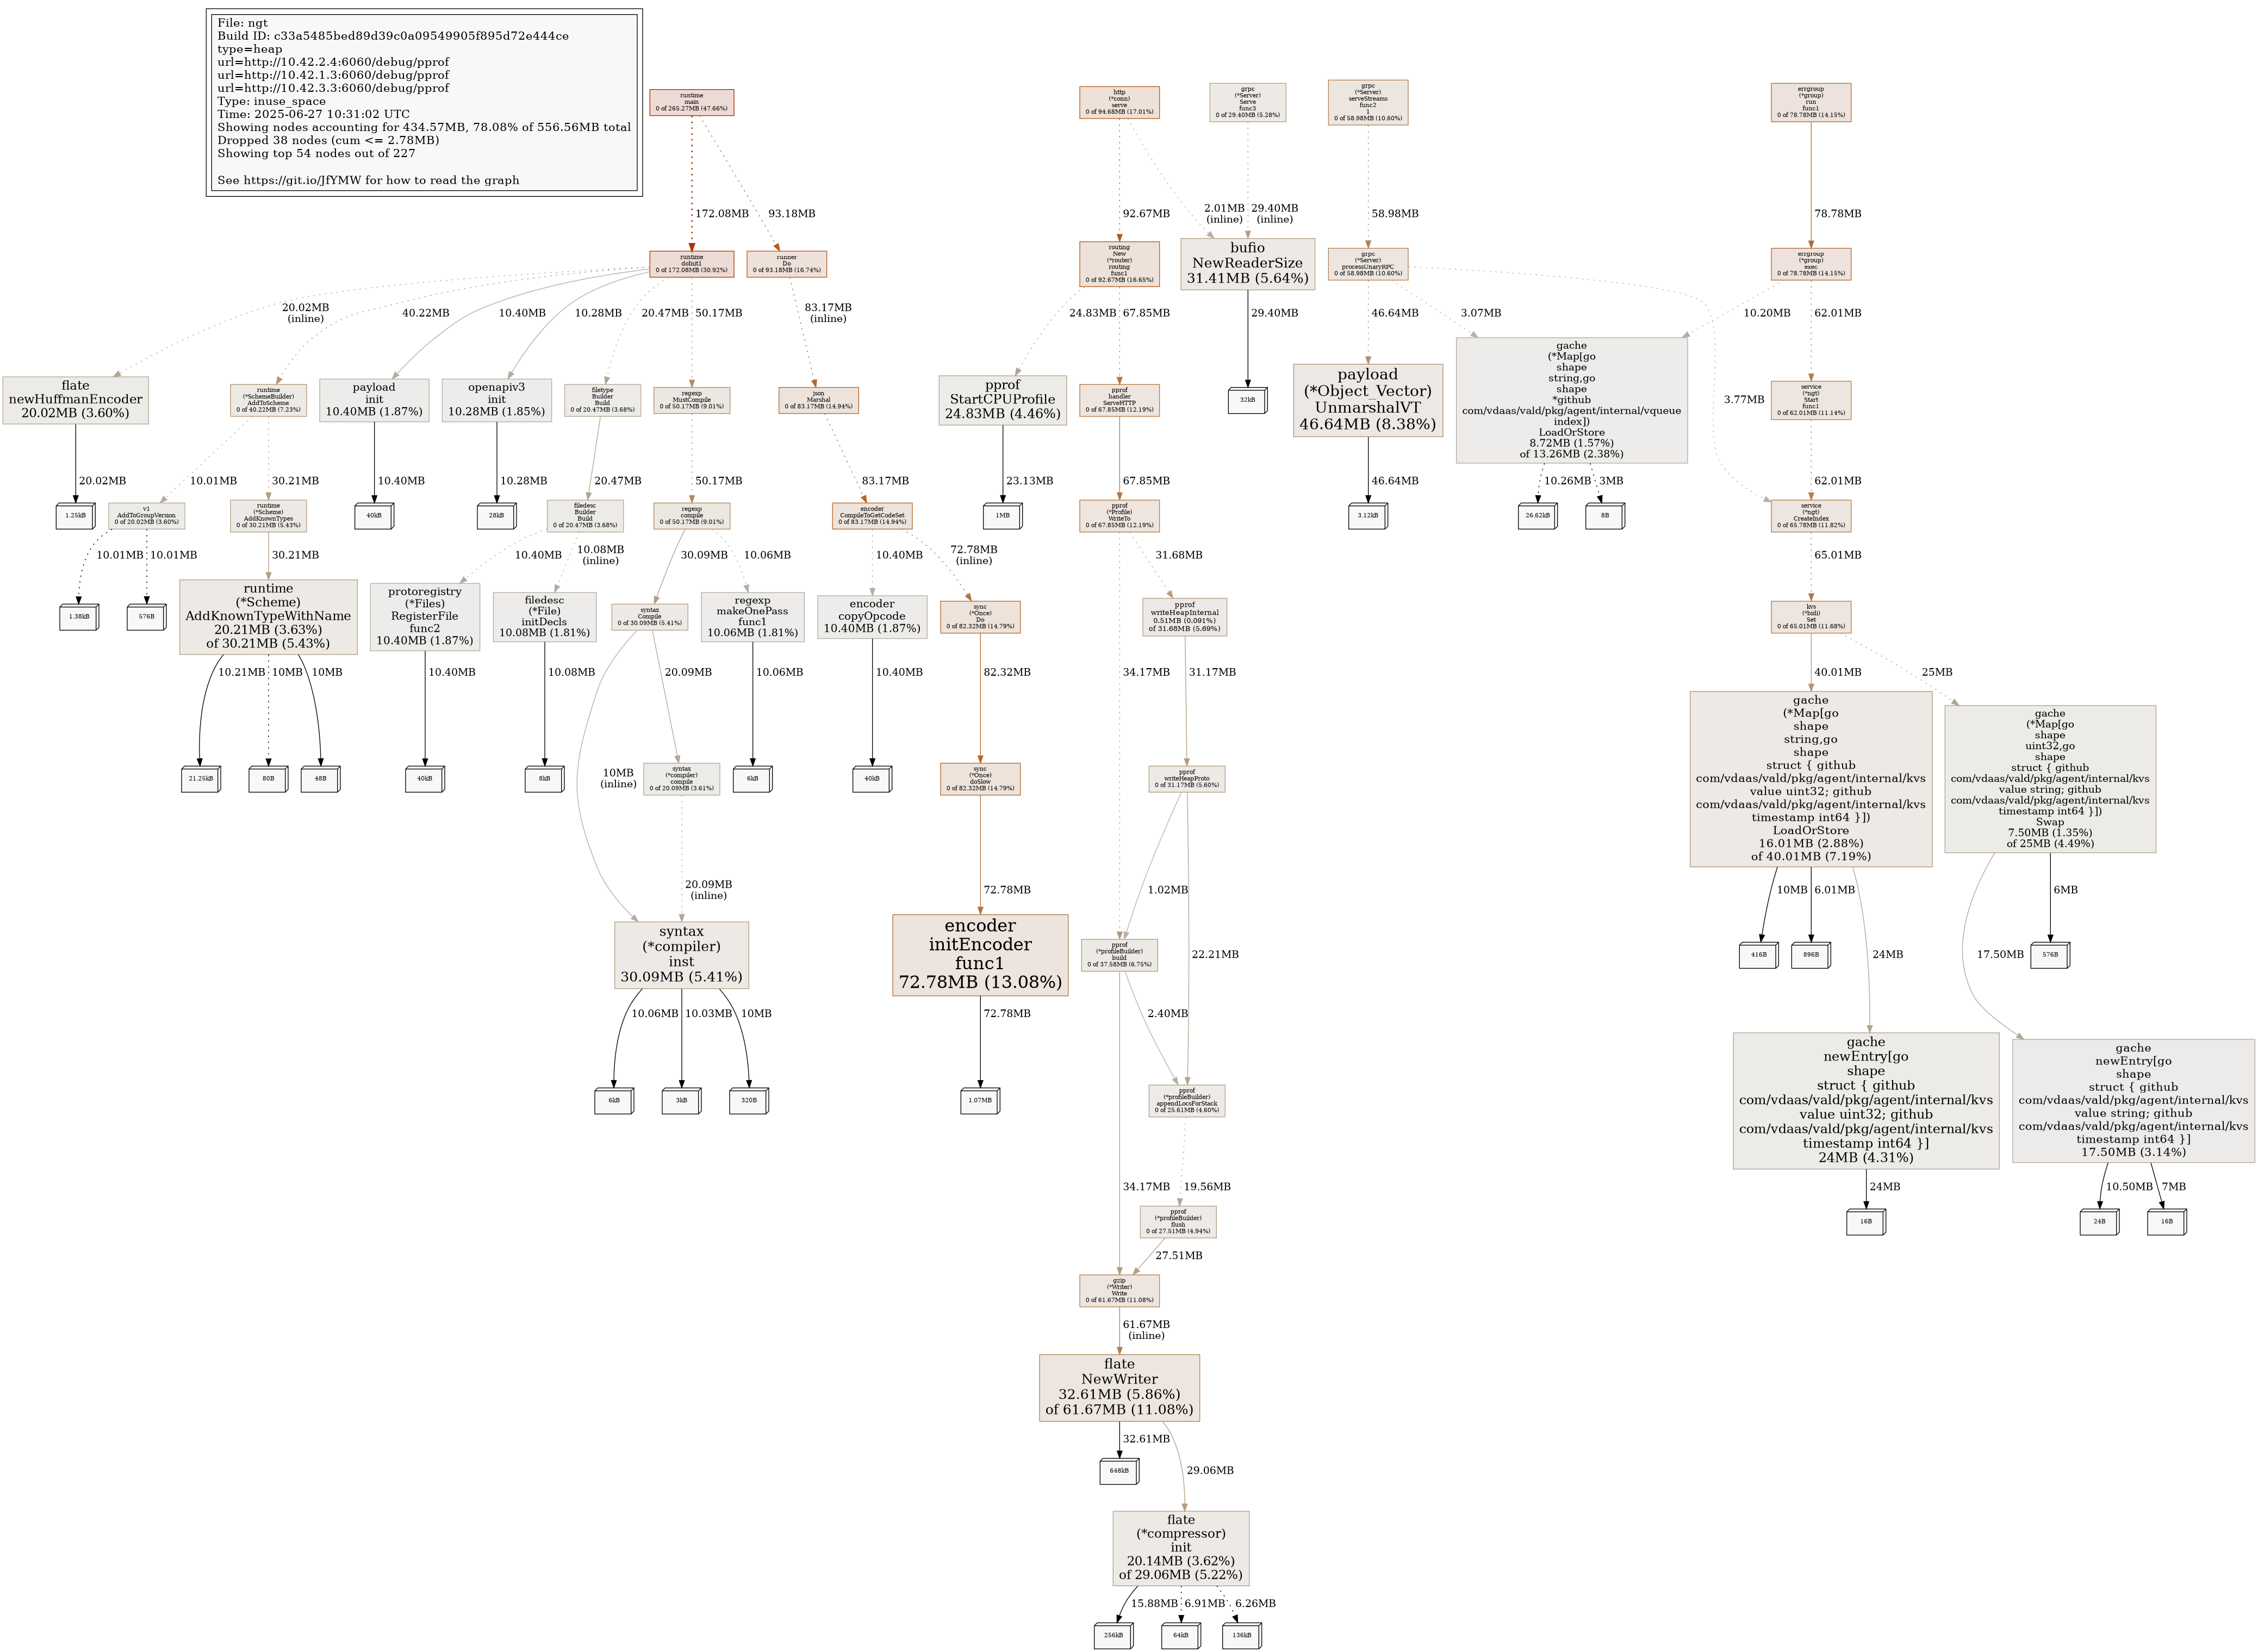 File: ngt
Build ID: c33a5485bed89d39c0a09549905f895d72e444ce
type=heap
url=http://10.42.2.4:6060/debug/pprof
url=http://10.42.1.3:6060/debug/pprof
url=http://10.42.3.3:6060/debug/pprof
Type: inuse_space
Time: 2025-06-27 10:31:02 UTC
Showing nodes accounting for 434.57MB, 78.08% of 556.56MB total
Dropped 38 nodes (cum <= 2.78MB)
Showing top 54 nodes out of 227
See https://git.io/JfYMW for how to read the graph
runtime
main
0 of 265.27MB (47.66%)
http
(*conn)
serve
0 of 94.68MB (17.01%)
grpc
(*Server)
Serve
func3
0 of 29.40MB (5.28%)
grpc
(*Server)
serveStreams
func2
1
0 of 58.98MB (10.60%)
errgroup
(*group)
run
func1
0 of 78.78MB (14.15%)
172.08MB
93.18MB
92.67MB
2.01MB
(inline)
29.40MB
(inline)
58.98MB
78.78MB
runtime
doInit1
0 of 172.08MB (30.92%)
runner
Do
0 of 93.18MB (16.74%)
routing
New
(*router)
routing
func1
0 of 92.67MB (16.65%)
bufio
NewReaderSize
31.41MB (5.64%)
grpc
(*Server)
processUnaryRPC
0 of 58.98MB (10.60%)
errgroup
(*group)
exec
0 of 78.78MB (14.15%)
20.02MB
(inline)
40.22MB
10.40MB
10.28MB
20.47MB
50.17MB
83.17MB
(inline)
24.83MB
67.85MB
29.40MB
46.64MB
3.07MB
3.77MB
10.20MB
62.01MB
flate
newHuffmanEncoder
20.02MB (3.60%)
runtime
(*SchemeBuilder)
AddToScheme
0 of 40.22MB (7.23%)
payload
init
10.40MB (1.87%)
openapiv3
init
10.28MB (1.85%)
filetype
Builder
Build
0 of 20.47MB (3.68%)
regexp
MustCompile
0 of 50.17MB (9.01%)
json
Marshal
0 of 83.17MB (14.94%)
pprof
StartCPUProfile
24.83MB (4.46%)
pprof
handler
ServeHTTP
0 of 67.85MB (12.19%)
32kB
payload
(*Object_Vector)
UnmarshalVT
46.64MB (8.38%)
gache
(*Map[go
shape
string,go
shape
*github
com/vdaas/vald/pkg/agent/internal/vqueue
index])
LoadOrStore
8.72MB (1.57%)
of 13.26MB (2.38%)
service
(*ngt)
Start
func1
0 of 62.01MB (11.14%)
20.02MB
10.01MB
30.21MB
10.40MB
10.28MB
20.47MB
50.17MB
83.17MB
23.13MB
67.85MB
46.64MB
10.26MB
3MB
62.01MB
1.25kB
v1
AddToGroupVersion
0 of 20.02MB (3.60%)
runtime
(*Scheme)
AddKnownTypes
0 of 30.21MB (5.43%)
40kB
28kB
filedesc
Builder
Build
0 of 20.47MB (3.68%)
regexp
compile
0 of 50.17MB (9.01%)
encoder
CompileToGetCodeSet
0 of 83.17MB (14.94%)
1MB
pprof
(*Profile)
WriteTo
0 of 67.85MB (12.19%)
3.12kB
26.62kB
8B
service
(*ngt)
CreateIndex
0 of 65.78MB (11.82%)
10.01MB
10.01MB
30.21MB
10.40MB
10.08MB
(inline)
30.09MB
10.06MB
10.40MB
72.78MB
(inline)
31.68MB
65.01MB
1.38kB
576B
runtime
(*Scheme)
AddKnownTypeWithName
20.21MB (3.63%)
of 30.21MB (5.43%)
protoregistry
(*Files)
RegisterFile
func2
10.40MB (1.87%)
filedesc
(*File)
initDecls
10.08MB (1.81%)
syntax
Compile
0 of 30.09MB (5.41%)
regexp
makeOnePass
func1
10.06MB (1.81%)
encoder
copyOpcode
10.40MB (1.87%)
sync
(*Once)
Do
0 of 82.32MB (14.79%)
pprof
writeHeapInternal
0.51MB (0.091%)
of 31.68MB (5.69%)
kvs
(*bidi)
Set
0 of 65.01MB (11.68%)
10.21MB
10MB
10MB
10.40MB
10.08MB
20.09MB
10.06MB
10.40MB
82.32MB
34.17MB
31.17MB
40.01MB
25MB
21.25kB
80B
48B
40kB
8kB
10MB
(inline)
syntax
(*compiler)
compile
0 of 20.09MB (3.61%)
6kB
40kB
sync
(*Once)
doSlow
0 of 82.32MB (14.79%)
pprof
writeHeapProto
0 of 31.17MB (5.60%)
gache
(*Map[go
shape
string,go
shape
struct { github
com/vdaas/vald/pkg/agent/internal/kvs
value uint32; github
com/vdaas/vald/pkg/agent/internal/kvs
timestamp int64 }])
LoadOrStore
16.01MB (2.88%)
of 40.01MB (7.19%)
gache
(*Map[go
shape
uint32,go
shape
struct { github
com/vdaas/vald/pkg/agent/internal/kvs
value string; github
com/vdaas/vald/pkg/agent/internal/kvs
timestamp int64 }])
Swap
7.50MB (1.35%)
of 25MB (4.49%)
20.09MB
(inline)
72.78MB
1.02MB
22.21MB
10MB
6.01MB
24MB
17.50MB
6MB
syntax
(*compiler)
inst
30.09MB (5.41%)
encoder
initEncoder
func1
72.78MB (13.08%)
pprof
(*profileBuilder)
build
0 of 37.58MB (6.75%)
416B
896B
576B
10.06MB
10.03MB
10MB
72.78MB
2.40MB
6kB
3kB
320B
1.07MB
pprof
(*profileBuilder)
appendLocsForStack
0 of 25.61MB (4.60%)
gache
newEntry[go
shape
struct { github
com/vdaas/vald/pkg/agent/internal/kvs
value uint32; github
com/vdaas/vald/pkg/agent/internal/kvs
timestamp int64 }]
24MB (4.31%)
gache
newEntry[go
shape
struct { github
com/vdaas/vald/pkg/agent/internal/kvs
value string; github
com/vdaas/vald/pkg/agent/internal/kvs
timestamp int64 }]
17.50MB (3.14%)
34.17MB
19.56MB
24MB
10.50MB
7MB
pprof
(*profileBuilder)
flush
0 of 27.51MB (4.94%)
16B
24B
16B
27.51MB
gzip
(*Writer)
Write
0 of 61.67MB (11.08%)
61.67MB
(inline)
flate
NewWriter
32.61MB (5.86%)
of 61.67MB (11.08%)
32.61MB
29.06MB
648kB
flate
(*compressor)
init
20.14MB (3.62%)
of 29.06MB (5.22%)
15.88MB
6.91MB
6.26MB
256kB
64kB
136kB